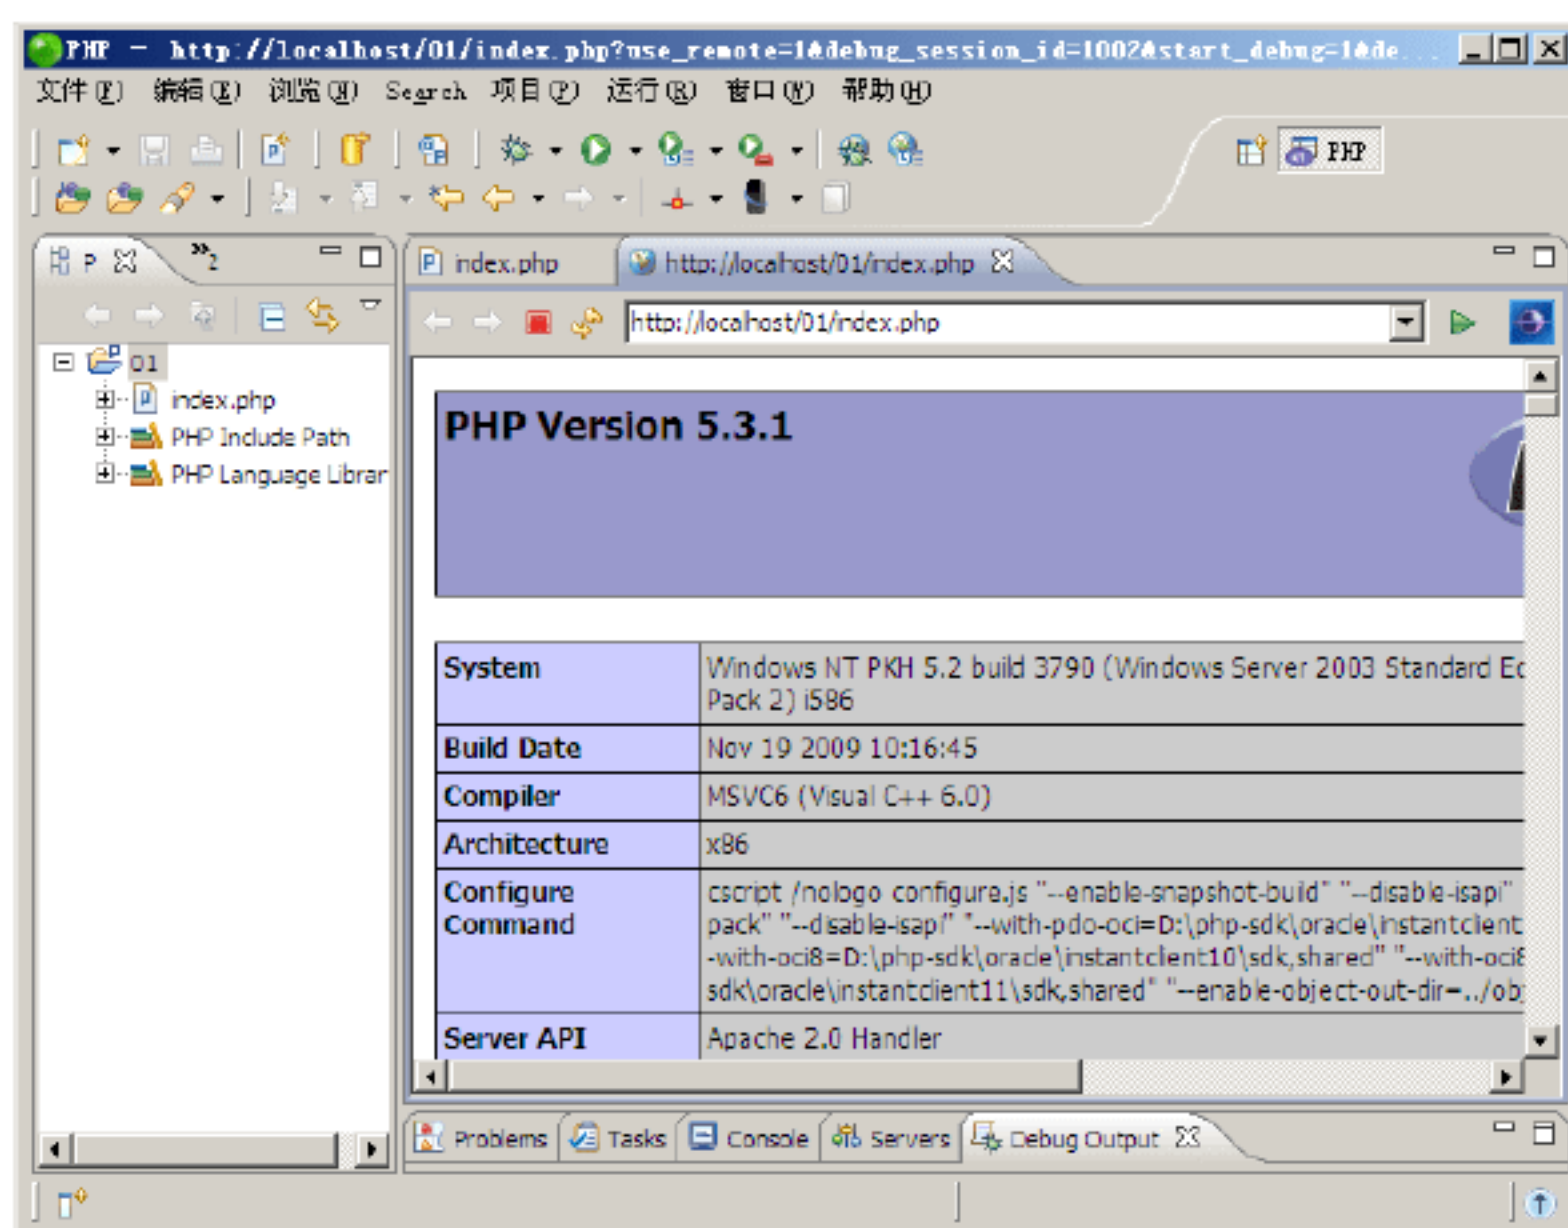 PHP - http://localhost/01/index.php?use_remote=1&debug_session_id=1002&start_debug=1&de...
文件(F) 编辑(E) 浏览(N) Search 项目(P) 运行(R) 窗口(W) 帮助(H)
PHP
P
»2
index.php
http://localhost/01/index.php
http://localhost/01/index.php
01
index.php
PHP Include Path
PHP Language Librar
PHP Version 5.3.1
System
Windows NT PKH 5.2 build 3790 (Windows Server 2003 Standard Ed
Pack 2) i586
Build Date
Nov 19 2009 10:16:45
Compiler
MSVC6 (Visual C++ 6.0)
Architecture
x86
Configure
Command
cscript /nologo configure.js "--enable-snapshot-build" "--disable-isapi"
pack" "--disable-isapi" "--with-pdo-oci=D:\php-sdk\oracle\instantclient
-with-oci8=D:\php-sdk\oracle\instantclient10\sdk,shared" "--with-oci8
sdk\oracle\instantclient11\sdk,shared" "--enable-object-out-dir=../obj
Server API
Apache 2.0 Handler
Problems Tasks Console Servers Debug Output